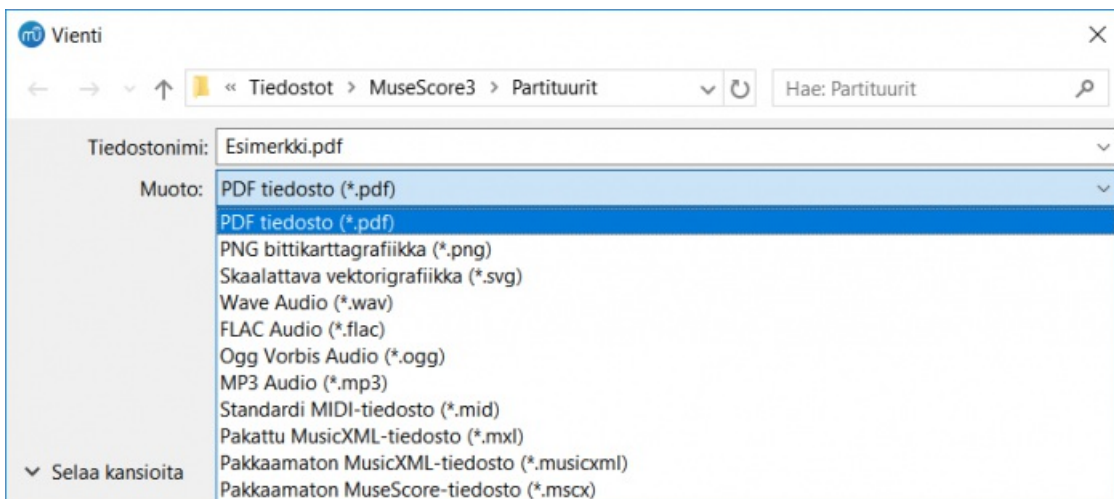 Vienti
« Tiedostot > MuseScore3 > Partituurit Hae: Partituurit
Tiedostonimi: Esimerkki.pdf
Muoto: PDF tiedosto (*.pdf)
PDF tiedosto (*.pdf)
PNG bittikarttagrafiikka (*.png)
Skaalattava vektorigrafiikka (*.svg)
Wave Audio (*.wav)
FLAC Audio (*.flac)
Ogg Vorbis Audio (*.ogg)
MP3 Audio (*.mp3)
Standardi MIDI-tiedosto (*.mid)
Pakattu MusicXML-tiedosto (*.mxl)
Pakkaamaton MusicXML-tiedosto (*.musicxml)
Selaa kansioita
Pakkaamaton MuseScore-tiedosto (*.mscx)